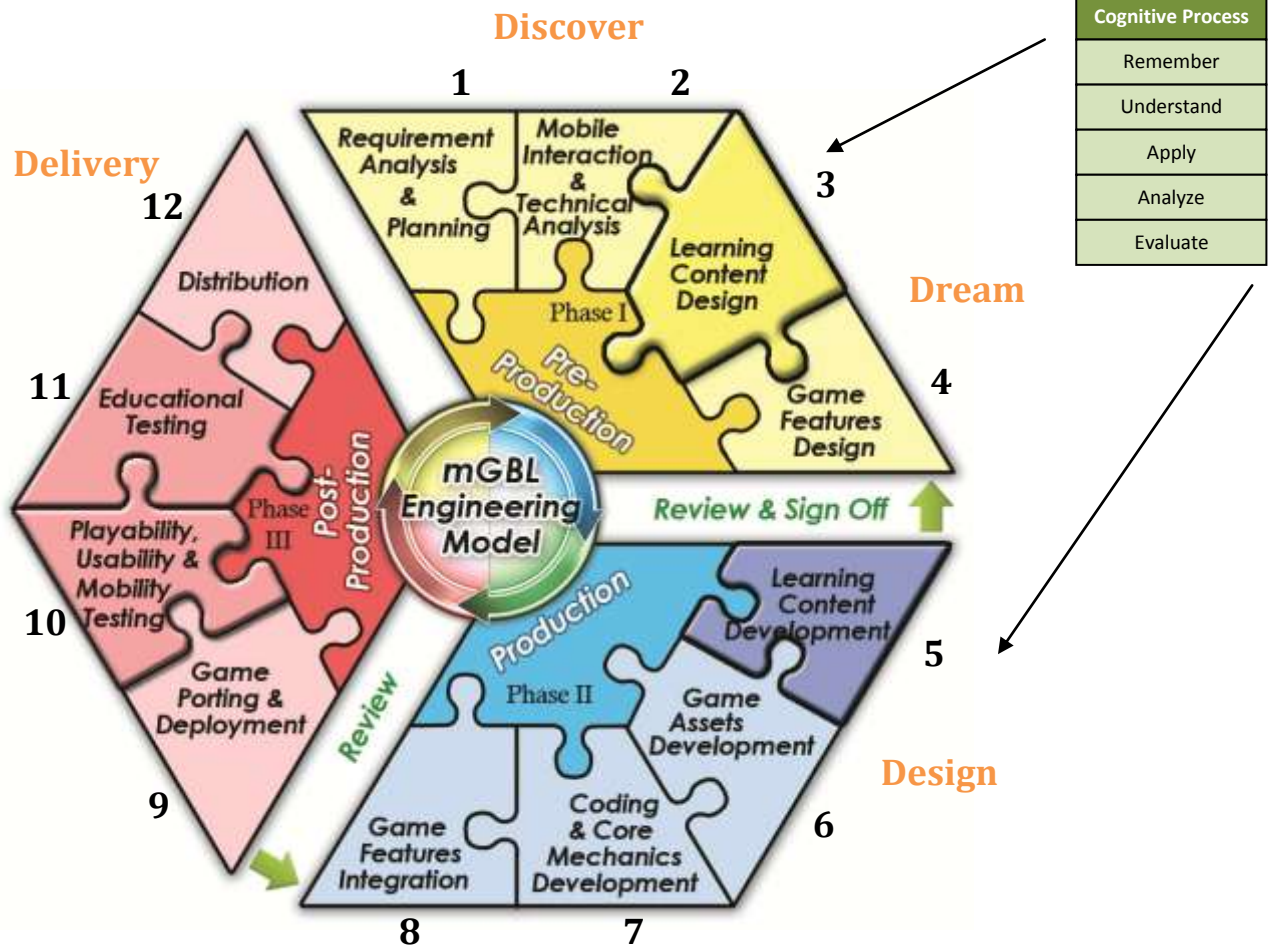 Discover
1
2
Requirement
Analysis
&
Planning
Mobile
Interaction
&
Technical
Analysis
3
Learning
Content
Design
Phase I
Pre-
Production
Dream
4
Game
Features
Design
Cognitive Process
Remember
Understand
Apply
Analyze
Evaluate
Delivery
12
Distribution
11
Educational
Testing
Phase
III
Post-
Production
10
Playability,
Usability &
Mobility
Testing
Game
Porting &
Deployment
9
mGBL
Engineering
Model
Review & Sign Off
Review
Production
Phase II
Learning
Content
Development
5
Game
Assets
Development
Design
6
Coding
& Core
Mechanics
Development
7
Game
Features
Integration
8